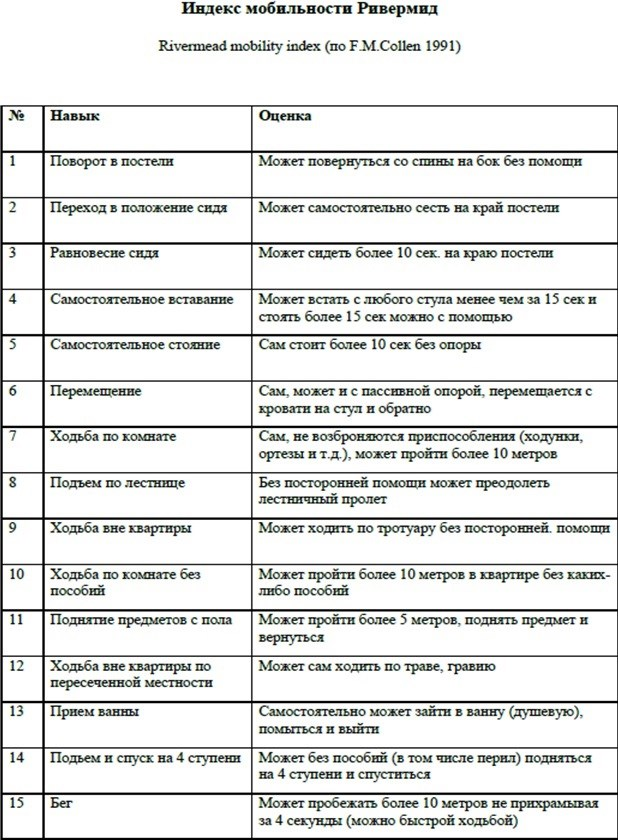 Индекс мобильности Ривермид
Rivermead mobility index (по F.M.Collen 1991)
№ Навык Оценка
1 Поворот в постели Может повернуться со спины на бок без помощи
2 Переход в положение сидя Может самостоятельно сесть на край постели
3 Равновесие сидя Может сидеть более 10 сек. на краю постели
4 Самостоятельное вставание Может встать с любого стула менее чем за 15 сек и
стоять более 15 сек можно с помощью
5 Самостоятельное стояние Сам стоит более 10 сек без опоры
6 Перемещение Сам, может и с пассивной опорой, перемещается с
кровати на стул и обратно
7 Ходьба по комнате Сам, не возброняются приспособления (ходунки,
ортезы и т.д.), может пройти более 10 метров
8 Подъем по лестнице Без посторонней помощи может преодолеть
лестничный пролет
9 Ходьба вне квартиры Может ходить по тротуару без посторонней. помощи
10 Ходьба по комнате без Может пройти более 10 метров в квартире без каких-
пособий либо пособий
11 Поднятие предметов с пола Может пройти более 5 метров, поднять предмет и
вернуться
12 Ходьба вне квартиры по Может сам ходить по траве, гравию
пересеченной местности
13 Прием ванны Самостоятельно может зайти в ванну (душевую),
помыться и выйти
14 Подьем и спуск на 4 ступени Может без пособий (в том числе перил) подняться
на 4 ступени и спуститься
15 Бег Может пробежать более 10 метров не прихрамывая
за 4 секунды (можно быстрой ходьбой)